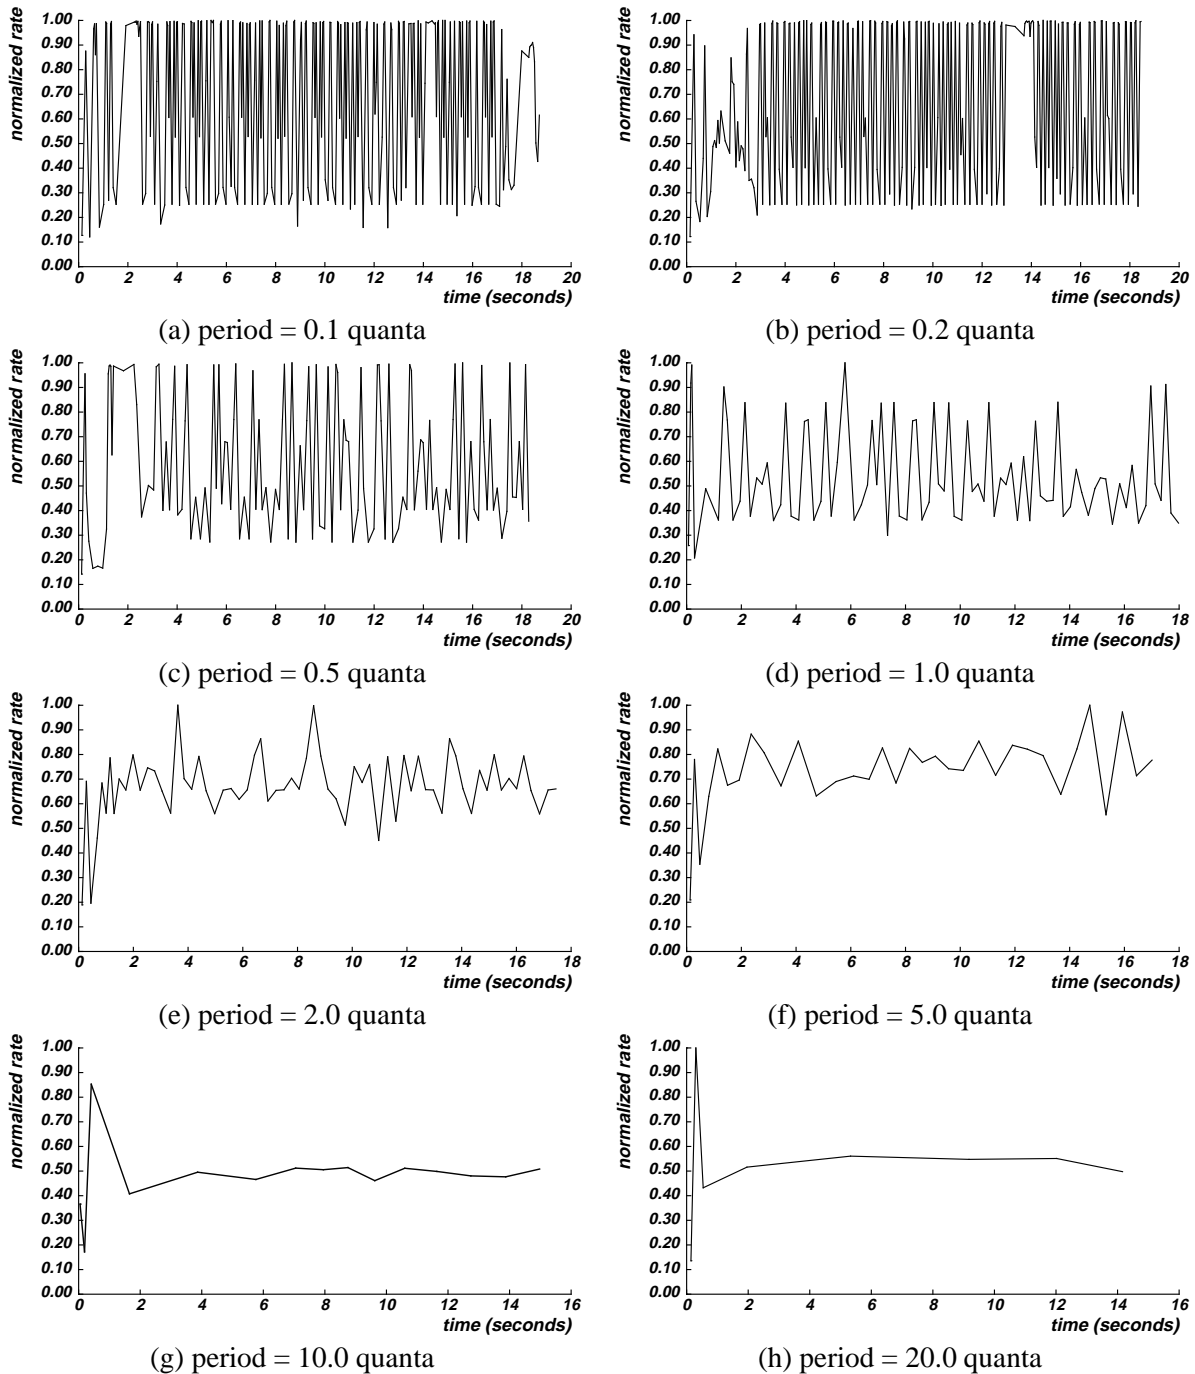 normalized rate
1.00
0.90
0.80
0.70
0.60
0.50
0.40
0.30
0.20
0.10
0.00
0 2 4 6 8 10 12 14 16 18 20
time (seconds)
(a) period = 0.1 quanta
normalized rate
1.00
0.90
0.80
0.70
0.60
0.50
0.40
0.30
0.20
0.10
0.00
0 2 4 6 8 10 12 14 16 18 20
time (seconds)
(b) period = 0.2 quanta
normalized rate
1.00
0.90
0.80
0.70
0.60
0.50
0.40
0.30
0.20
0.10
0.00
0 2 4 6 8 10 12 14 16 18 20
time (seconds)
(c) period = 0.5 quanta
normalized rate
1.00
0.90
0.80
0.70
0.60
0.50
0.40
0.30
0.20
0.10
0.00
0 2 4 6 8 10 12 14 16 18
time (seconds)
(d) period = 1.0 quanta
normalized rate
1.00
0.90
0.80
0.70
0.60
0.50
0.40
0.30
0.20
0.10
0.00
0 2 4 6 8 10 12 14 16 18
time (seconds)
(e) period = 2.0 quanta
normalized rate
1.00
0.90
0.80
0.70
0.60
0.50
0.40
0.30
0.20
0.10
0.00
0 2 4 6 8 10 12 14 16 18
time (seconds)
(f) period = 5.0 quanta
normalized rate
1.00
0.90
0.80
0.70
0.60
0.50
0.40
0.30
0.20
0.10
0.00
0 2 4 6 8 10 12 14 16
time (seconds)
(g) period = 10.0 quanta
normalized rate
1.00
0.90
0.80
0.70
0.60
0.50
0.40
0.30
0.20
0.10
0.00
0 2 4 6 8 10 12 14 16
time (seconds)
(h) period = 20.0 quanta